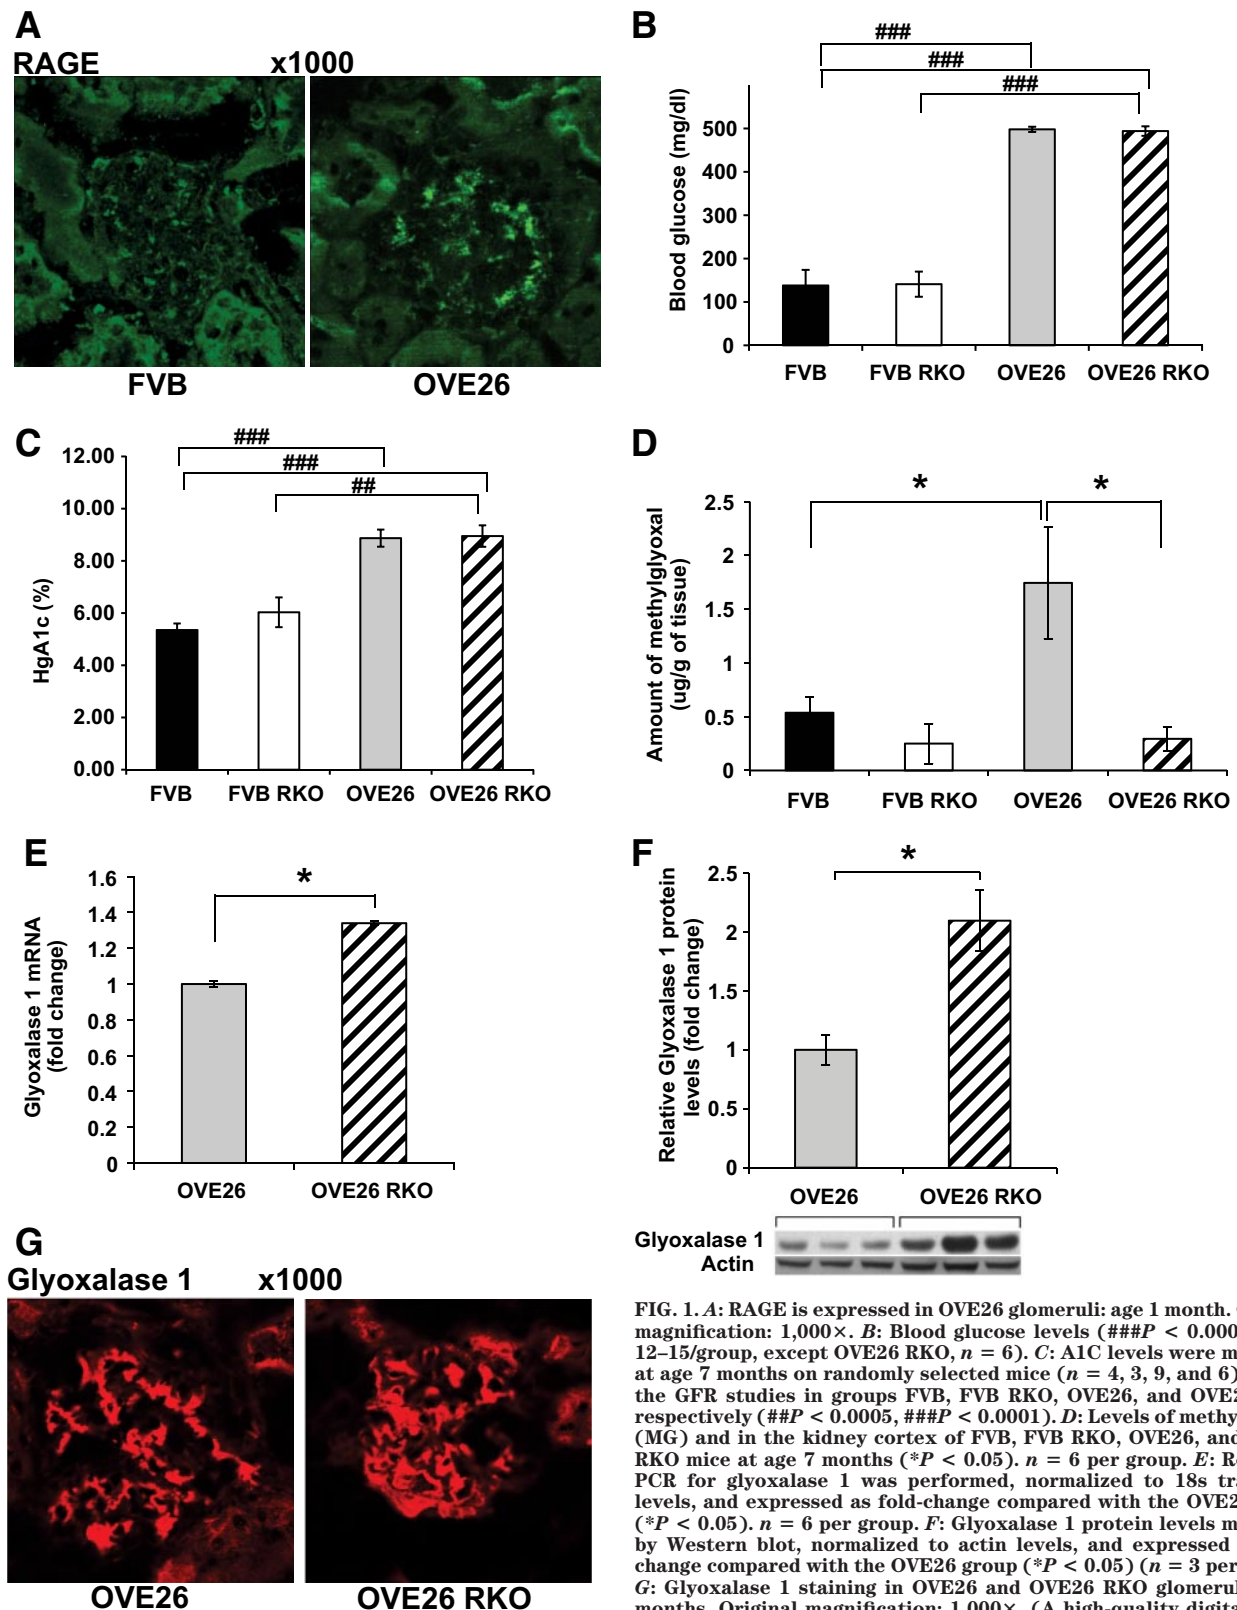 A
RAGE x1000
FVB OVE26
B
###
###
###
Blood glucose (mg/dl)
500
400
300
200
100
0
FVB FVB RKO OVE26 OVE26 RKO
C
###
###
##
HgA1c (%)
12.00
10.00
8.00
6.00
4.00
2.00
0.00
FVB FVB RKO OVE26 OVE26 RKO
D
* *
Amount of methylglyoxal
(ug/g of tissue)
2.5
2
1.5
1
0.5
0
FVB FVB RKO OVE26 OVE26 RKO
E
*
Glyoxalase 1 mRNA
(fold change)
1.6
1.4
1.2
1
0.8
0.6
0.4
0.2
0
OVE26 OVE26 RKO
F
*
Relative Glyoxalase 1 protein
levels (fold change)
2.5
2
1.5
1
0.5
0
OVE26 OVE26 RKO
Glyoxalase 1
Actin
G
Glyoxalase 1 x1000
OVE26 OVE26 RKO
FIG. 1. A: RAGE is expressed in OVE26 glomeruli: age 1 month.
magnification: 1,000×. B: Blood glucose levels (###P < 0.000
12–15/group, except OVE26 RKO, n = 6). C: A1C levels were m
at age 7 months on randomly selected mice (n = 4, 3, 9, and 6)
the GFR studies in groups FVB, FVB RKO, OVE26, and OVE2
respectively (##P < 0.0005, ###P < 0.0001). D: Levels of methy
(MG) and in the kidney cortex of FVB, FVB RKO, OVE26, and
RKO mice at age 7 months (*P < 0.05). n = 6 per group. E: R
PCR for glyoxalase 1 was performed, normalized to 18s tra
levels, and expressed as fold-change compared with the OVE2
(*P < 0.05). n = 6 per group. F: Glyoxalase 1 protein levels m
by Western blot, normalized to actin levels, and expressed
change compared with the OVE26 group (*P < 0.05) (n = 3 per
G: Glyoxalase 1 staining in OVE26 and OVE26 RKO glomerul
months. Original magnification: 1,000×. (A high-quality digita